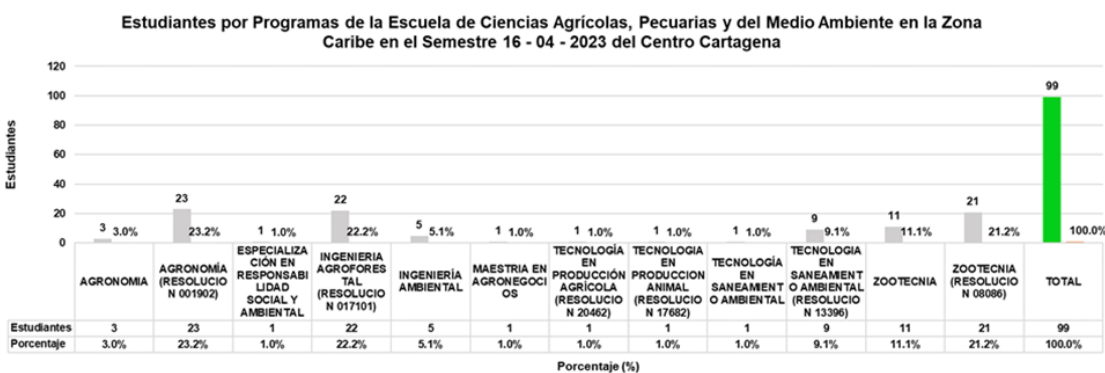 Estudiantes por Programas de la Escuela de Ciencias Agrícolas, Pecuarias y del Medio Ambiente en la Zona
Caribe en el Semestre 16 - 04 - 2023 del Centro Cartagena
Estudiantes
120
100
80
60
40
20
0
3 3.0%
23 23.2%
1 1.0%
22 22.2%
5 5.1%
1 1.0%
1 1.0%
1 1.0%
1 1.0%
9 9.1%
11 11.1%
21 21.2%
99 100.0%
AGRONOMIA
AGRONOMÍA
(RESOLUCIO
N 001902)
ESPECIALIZA
CIÓN EN
RESPONSABI
LIDAD
SOCIAL Y
AMBIENTAL
INGENIERIA
AGROFORES
TAL
(RESOLUCIO
N 017101)
INGENIERÍA
AMBIENTAL
MAESTRIA EN
AGRONEGOCI
OS
TECNOLOGÍA
EN
PRODUCCIÓN
AGRÍCOLA
(RESOLUCIO
N 20462)
TECNOLOGIA
EN
PRODUCCION
ANIMAL
(RESOLUCIO
N 17682)
TECNOLOGÍA
EN
SANEAMIENT
O AMBIENTAL
TECNOLOGIA
EN
SANEAMIENT
O AMBIENTAL
(RESOLUCIO
N 13396)
ZOOTECNIA
ZOOTECNIA
(RESOLUCIO
N 08086)
TOTAL
Estudiantes 3 23 1 22 5 1 1 1 1 9 11 21 99
Porcentaje 3.0% 23.2% 1.0% 22.2% 5.1% 1.0% 1.0% 1.0% 1.0% 9.1% 11.1% 21.2% 100.0%
Porcentaje (%)